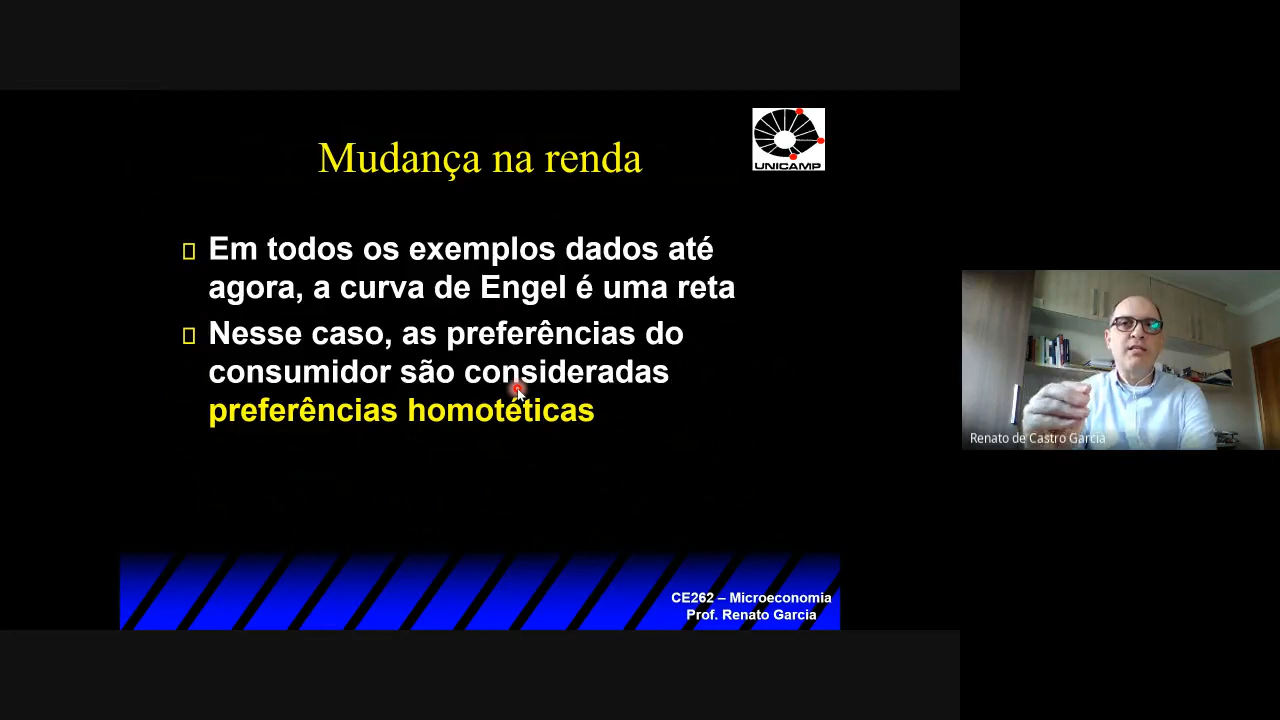 Mudança na renda
UNICAMP
Em todos os exemplos dados até
agora, a curva de Engel é uma reta
Nesse caso, as preferências do
consumidor são consideradas
preferências homotéticas
CE262 – Microeconomia
Prof. Renato Garcia
Renato de Castro Garcia